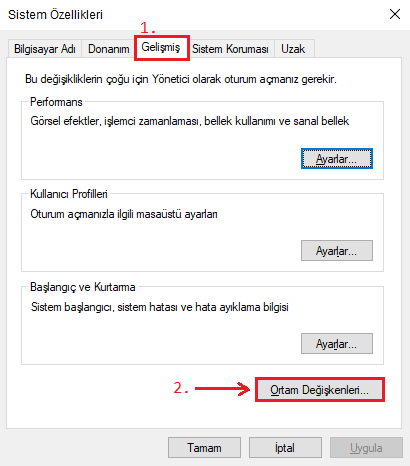 Sistem Özellikleri
1.
Bilgisayar Adı Donanım Gelişmiş Sistem Koruması Uzak
Bu değişikliklerin çoğu için Yönetici olarak oturum açmanız gerekir.
Performans
Görsel efektler, işlemci zamanlaması, bellek kullanımı ve sanal bellek
Ayarlar...
Kullanıcı Profilleri
Oturum açmanızla ilgili masaüstü ayarları
Ayarlar...
Başlangıç ve Kurtarma
Sistem başlangıcı, sistem hatası ve hata ayıklama bilgisi
Ayarlar...
2. Ortam Değişkenleri...
Tamam İptal Uygula